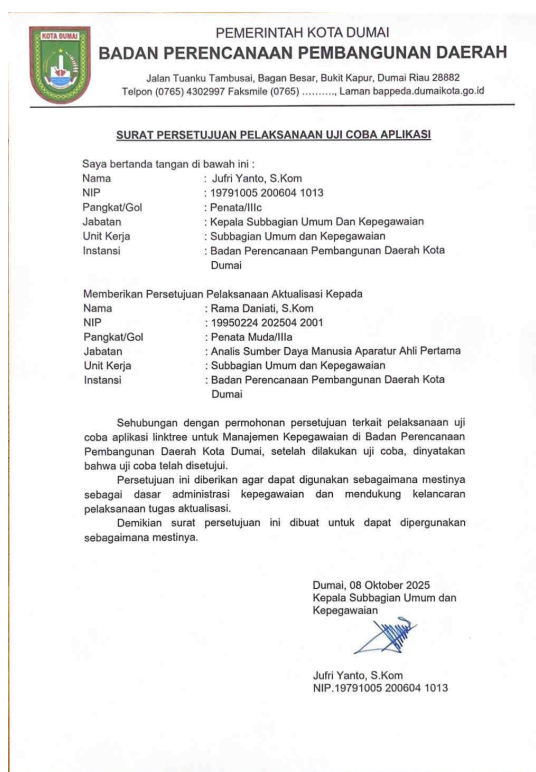 KOTA DUMAI
PEMERINTAH KOTA DUMAI
BADAN PERENCANAAN PEMBANGUNAN DAERAH
Jalan Tuanku Tambusai, Bagan Besar, Bukit Kapur, Dumai Riau 28882
Telpon (0765) 4302997 Faksmile (0765) ………., Laman bappeda.dumaikota.go.id
SURAT PERSETUJUAN PELAKSANAAN UJI COBA APLIKASI
Saya bertanda tangan di bawah ini :
Nama : Jufri Yanto, S.Kom
NIP : 19791005 200604 1013
Pangkat/Gol : Penata/IIIc
Jabatan : Kepala Subbagian Umum Dan Kepegawaian
Unit Kerja : Subbagian Umum dan Kepegawaian
Instansi : Badan Perencanaan Pembangunan Daerah Kota
Dumai
Memberikan Persetujuan Pelaksanaan Aktualisasi Kepada
Nama : Rama Daniati, S.Kom
NIP : 19950224 202504 2001
Pangkat/Gol : Penata Muda/IIIa
Jabatan : Analis Sumber Daya Manusia Aparatur Ahli Pertama
Unit Kerja : Subbagian Umum dan Kepegawaian
Instansi : Badan Perencanaan Pembangunan Daerah Kota
Dumai
Sehubungan dengan permohonan persetujuan terkait pelaksanaan uji
coba aplikasi linktree untuk Manajemen Kepegawaian di Badan Perencanaan
Pembangunan Daerah Kota Dumai, setelah dilakukan uji coba, dinyatakan
bahwa uji coba telah disetujui.
Persetujuan ini diberikan agar dapat digunakan sebagaimana mestinya
sebagai dasar administrasi kepegawaian dan mendukung kelancaran
pelaksanaan tugas aktualisasi.
Demikian surat persetujuan ini dibuat untuk dapat dipergunakan
sebagaimana mestinya.
Dumai, 08 Oktober 2025
Kepala Subbagian Umum dan
Kepegawaian
Jufri Yanto, S.Kom
NIP.19791005 200604 1013